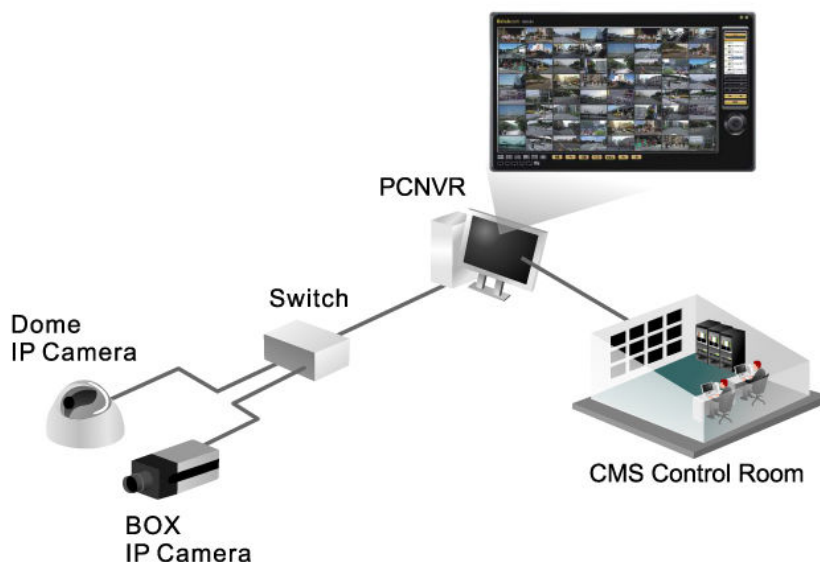 PCNVR
Switch
Dome
IP Camera
BOX
IP Camera
CMS Control Room